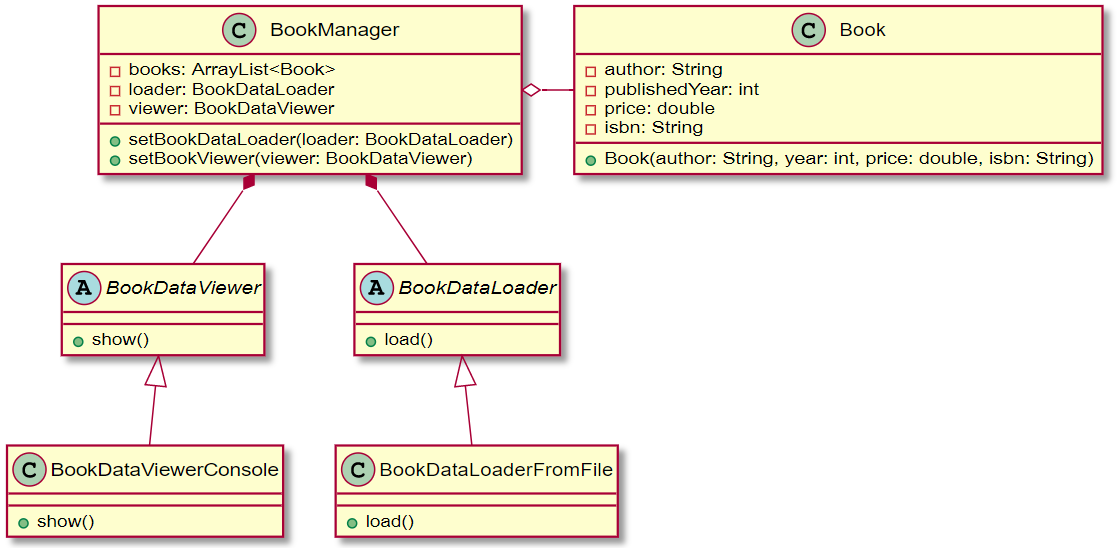 C BookManager
books: ArrayList<Book>
loader: BookDataLoader
viewer: BookDataViewer
setBookDataLoader(loader: BookDataLoader)
setBookViewer(viewer: BookDataViewer)
C Book
author: String
publishedYear: int
price: double
isbn: String
Book(author: String, year: int, price: double, isbn: String)
A BookDataViewer
show()
A BookDataLoader
load()
C BookDataViewerConsole
show()
C BookDataLoaderFromFile
load()